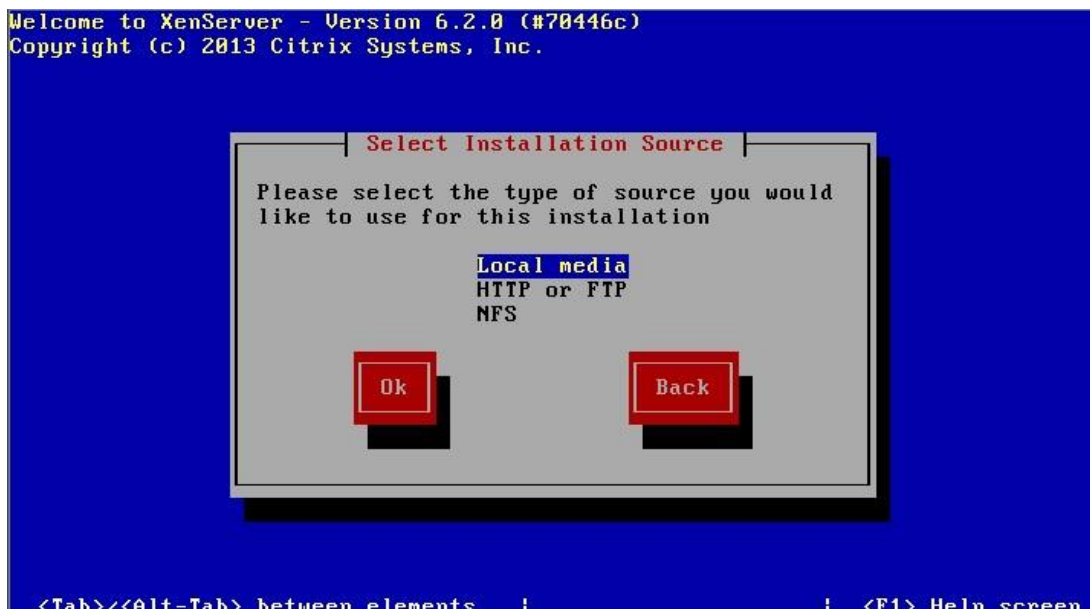 Welcome to XenServer - Version 6.2.0 (#70446c)
Copyright (c) 2013 Citrix Systems, Inc.
Select Installation Source
Please select the type of source you would
like to use for this installation
Local media
HTTP or FTP
NFS
Ok Back
<Tab>/<Alt-Tab> between elements | | <F1> Help screen